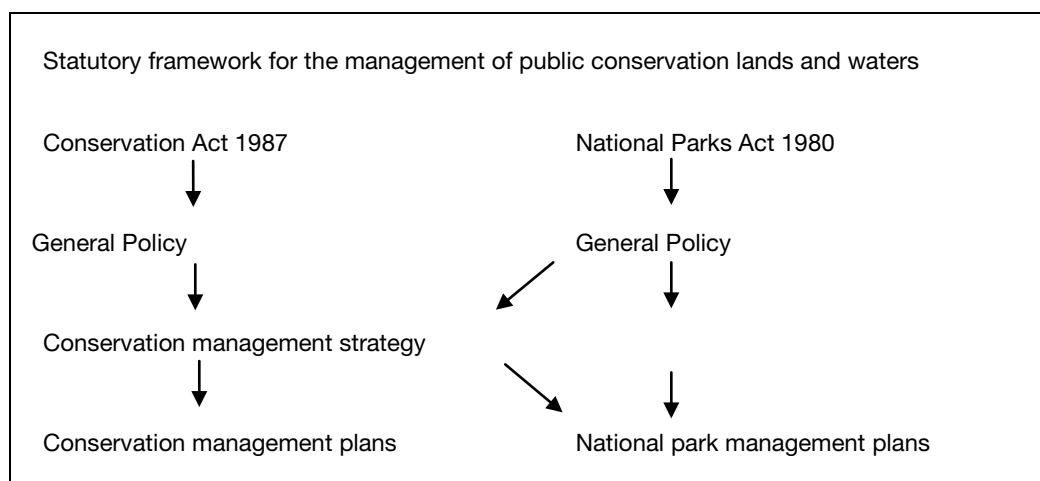 Statutory framework for the management of public conservation lands and waters
Conservation Act 1987
National Parks Act 1980
General Policy
General Policy
Conservation management strategy
Conservation management plans
National park management plans